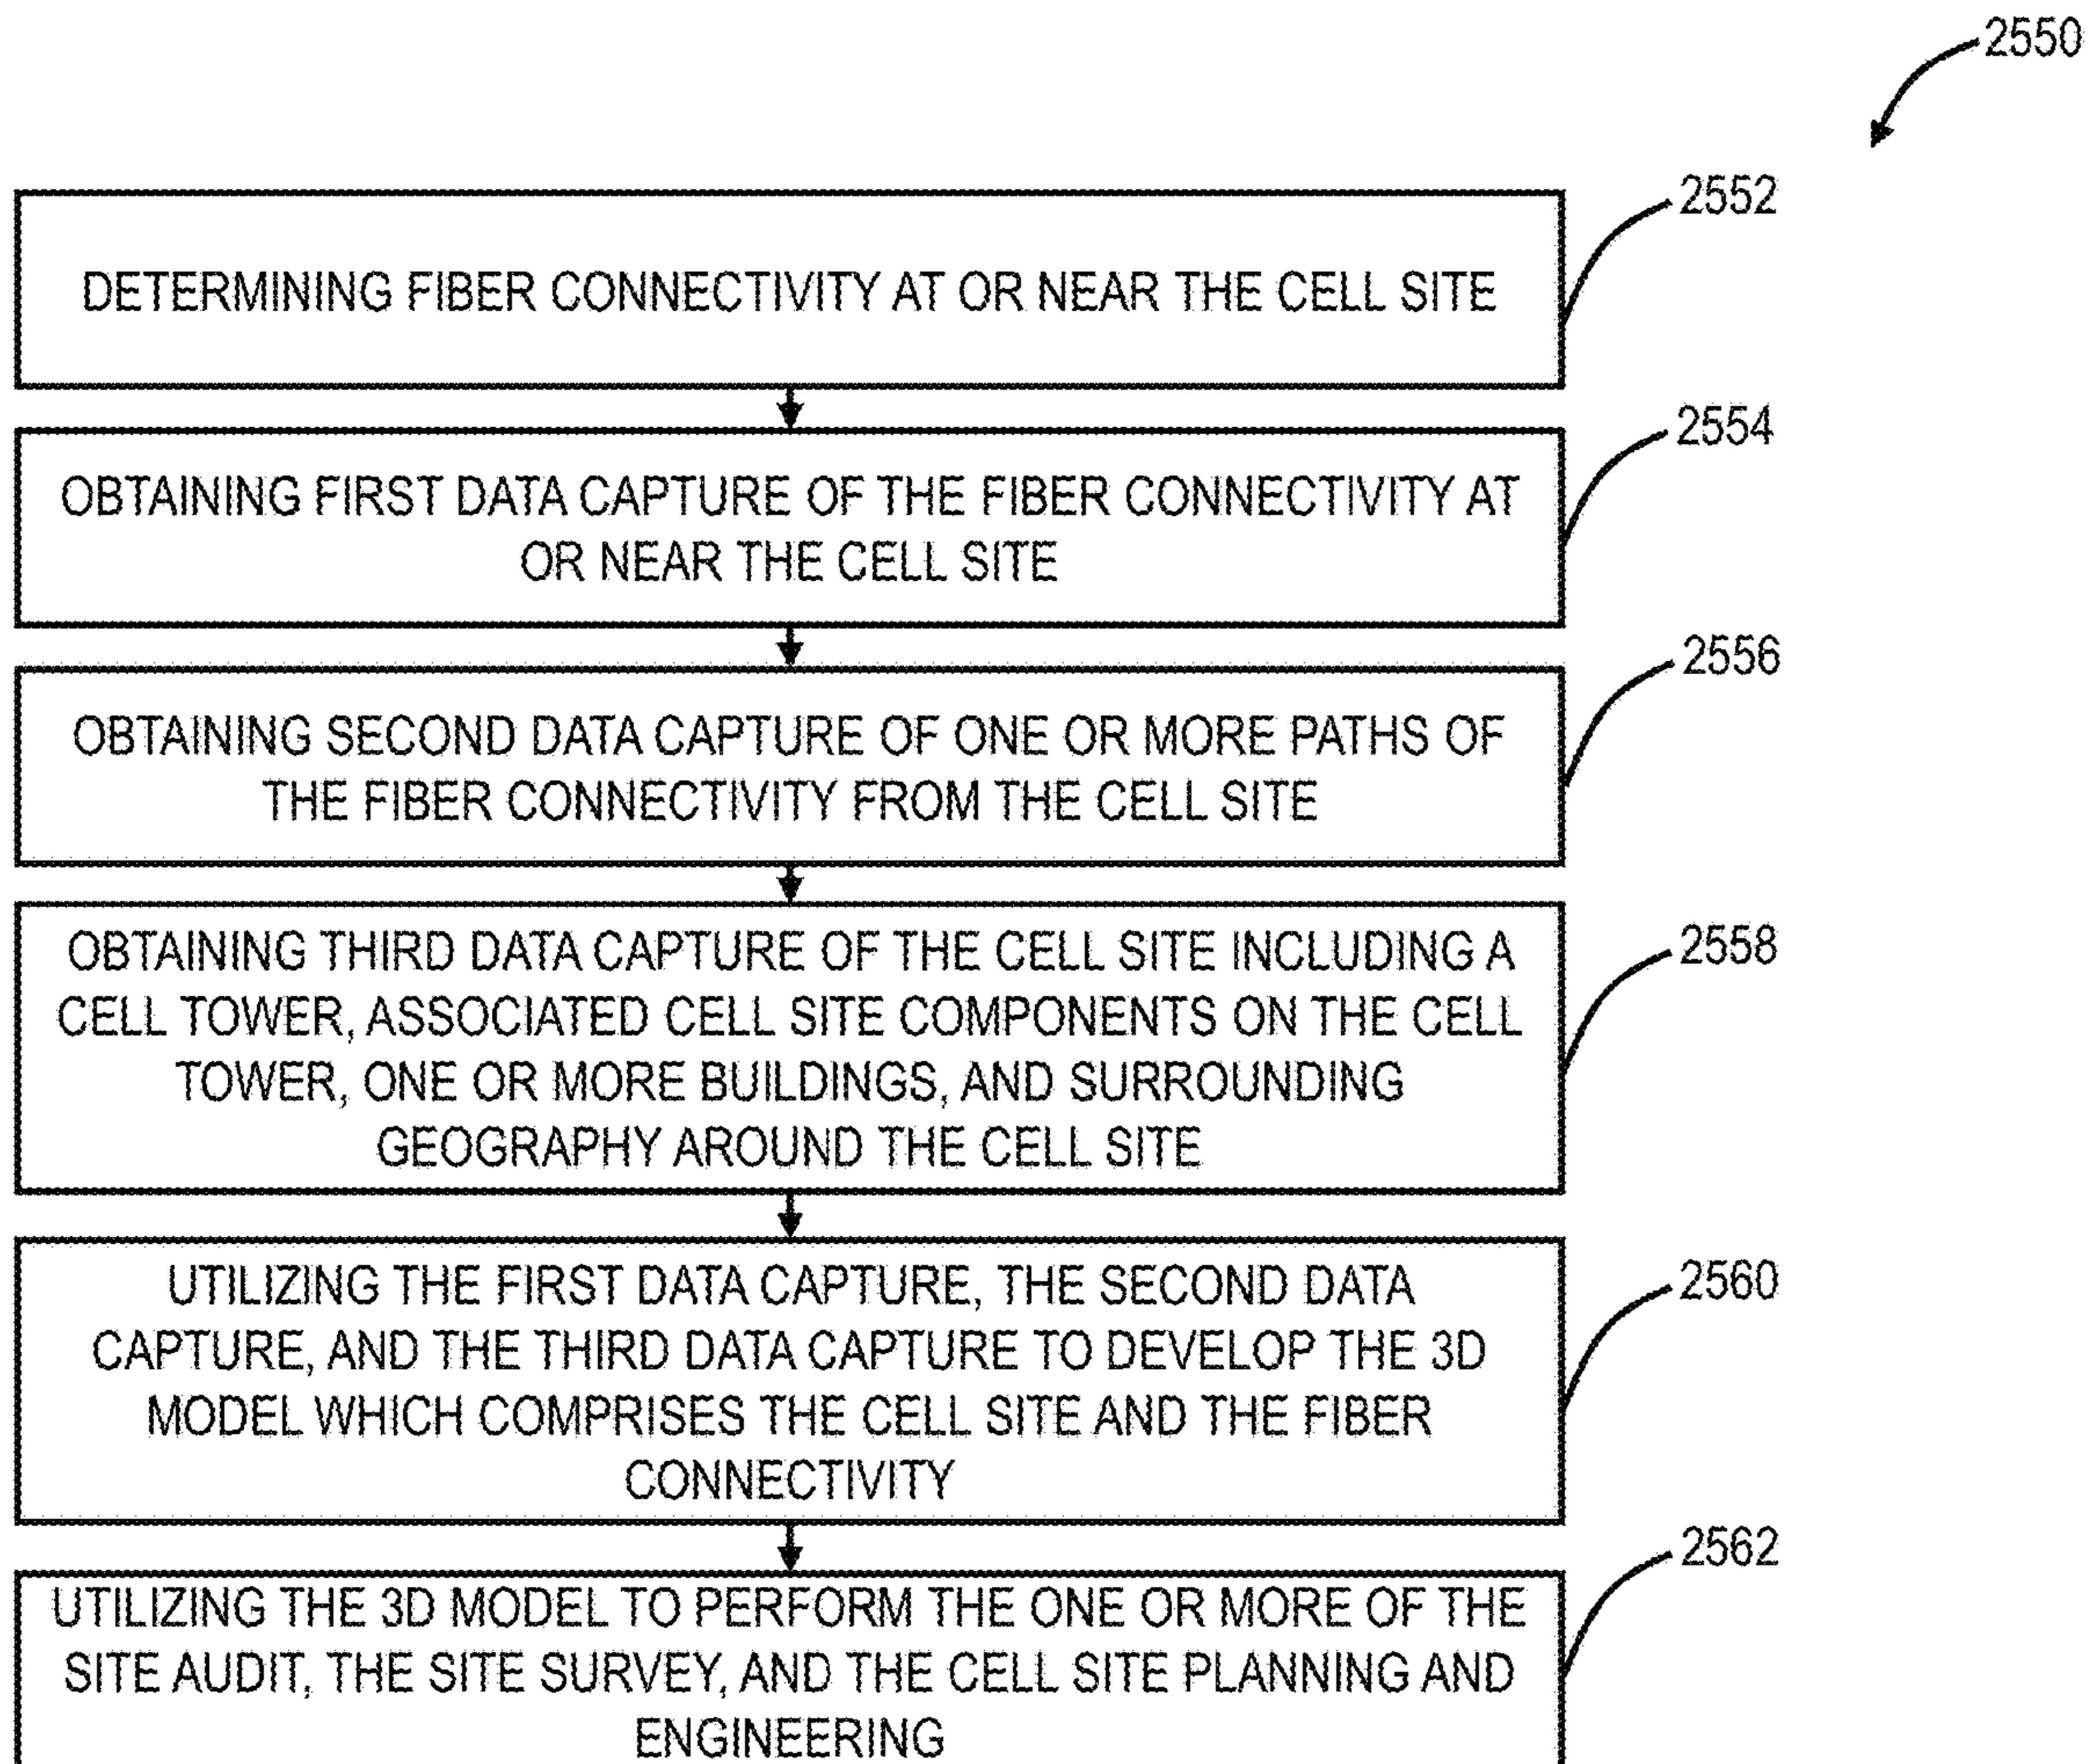 2550
2552
DETERMINING FIBER CONNECTIVITY AT OR NEAR THE CELL SITE
2554
OBTAINING FIRST DATA CAPTURE OF THE FIBER CONNECTIVITY AT
OR NEAR THE CELL SITE
2556
OBTAINING SECOND DATA CAPTURE OF ONE OR MORE PATHS OF
THE FIBER CONNECTIVITY FROM THE CELL SITE
2558
OBTAINING THIRD DATA CAPTURE OF THE CELL SITE INCLUDING A
CELL TOWER, ASSOCIATED CELL SITE COMPONENTS ON THE CELL
TOWER, ONE OR MORE BUILDINGS, AND SURROUNDING
GEOGRAPHY AROUND THE CELL SITE
2560
UTILIZING THE FIRST DATA CAPTURE, THE SECOND DATA
CAPTURE, AND THE THIRD DATA CAPTURE TO DEVELOP THE 3D
MODEL WHICH COMPRISES THE CELL SITE AND THE FIBER
CONNECTIVITY
2562
UTILIZING THE 3D MODEL TO PERFORM THE ONE OR MORE OF THE
SITE AUDIT, THE SITE SURVEY, AND THE CELL SITE PLANNING AND
ENGINEERING